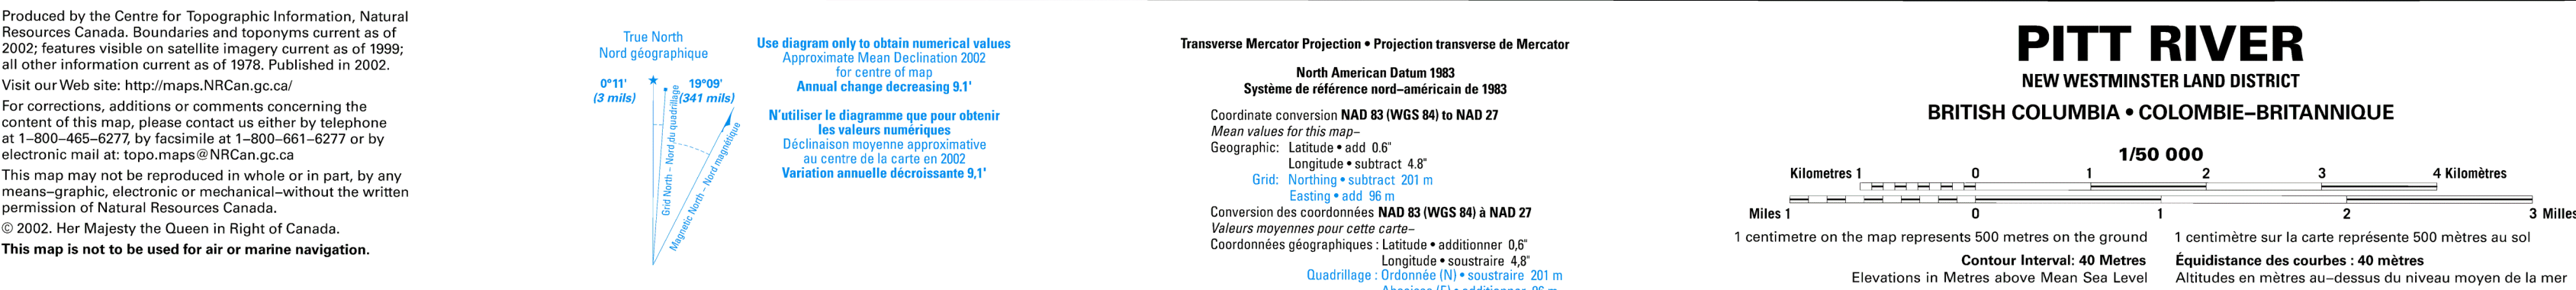 Produced by the Centre for Topographic Information, Natural
Resources Canada. Boundaries and toponyms current as of
2002; features visible on satellite imagery current as of 1999;
all other information current as of 1978. Published in 2002.
Visit our Web site: http://maps.NRCan.gc.ca/
For corrections, additions or comments concerning the
content of this map, please contact us either by telephone
at 1–800–465–6277, by facsimile at 1–800–661–6277 or by
electronic mail at: topo.maps@NRCan.gc.ca
This map may not be reproduced in whole or in part, by any
means–graphic, electronic or mechanical–without the written
permission of Natural Resources Canada.
© 2002. Her Majesty the Queen in Right of Canada.
This map is not to be used for air or marine navigation.
True North
Nord géographique
0°11' 19°09'
(3 mils) (341 mils)
Grid North – Nord du quadrillage
Magnetic North – Nord magnétique
Use diagram only to obtain numerical values
Approximate Mean Declination 2002
for centre of map
Annual change decreasing 9.1'
N'utiliser le diagramme que pour obtenir
les valeurs numériques
Déclinaison moyenne approximative
au centre de la carte en 2002
Variation annuelle décroissante 9,1'
Transverse Mercator Projection • Projection transverse de Mercator
North American Datum 1983
Système de référence nord–américain de 1983
Coordinate conversion NAD 83 (WGS 84) to NAD 27
Mean values for this map–
Geographic: Latitude • add 0.6"
Longitude • subtract 4.8"
Grid: Northing • subtract 201 m
Easting • add 96 m
Conversion des coordonnées NAD 83 (WGS 84) à NAD 27
Valeurs moyennes pour cette carte–
Coordonnées géographiques : Latitude • additionner 0,6"
Longitude • soustraire 4,8"
Quadrillage : Ordonnée (N) • soustraire 201 m
PITT RIVER
NEW WESTMINSTER LAND DISTRICT
BRITISH COLUMBIA • COLOMBIE–BRITANNIQUE
1/50 000
Kilometres 1 0 1 2 3 4 Kilomètres
Miles 1 0 1 2 3 Milles
1 centimetre on the map represents 500 metres on the ground
1 centimètre sur la carte représente 500 mètres au sol
Contour Interval: 40 Metres
Équidistance des courbes : 40 mètres
Elevations in Metres above Mean Sea Level
Altitudes en mètres au–dessus du niveau moyen de la mer